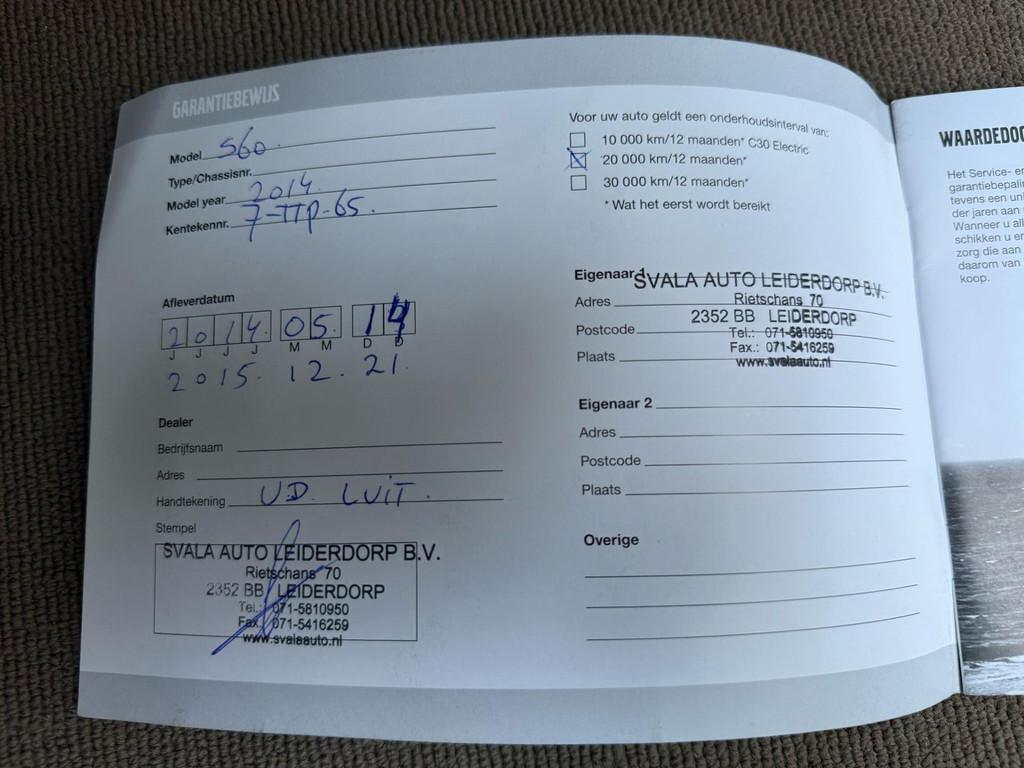 GARANTIEBEWIJS
Model S60.
Type/Chassisnr.
Model year 2014.
Kentekennr. 7-TTP-65.
Afleverdatum
2014. 05. 14
J J J J M M D D
2015. 12. 21.
Dealer
Bedrijfsnaam
Adres
Handtekening UD. LUIT.
Stempel
SVALA AUTO LEIDERDORP B.V.
Rietschans 70
2352 BB LEIDERDORP
Tel.: 071-5810950
Fax.: 071-5416259
www.svalaauto.nl
Voor uw auto geldt een onderhoudsinterval van:
10 000 km/12 maanden* C30 Electric
20 000 km/12 maanden*
30 000 km/12 maanden*
* Wat het eerst wordt bereikt
Eigenaar 1 SVALA AUTO LEIDERDORP B.V.
Adres Rietschans 70
Postcode 2352 BB LEIDERDORP
Tel.: 071-5810950
Plaats Fax.: 071-5416259
www.svalaauto.nl
Eigenaar 2
Adres
Postcode
Plaats
Overige
WAARDEDO
Het Service- en
garantiebepali
tevens een uni
der jaren aan
Wanneer u al
schikken u er
zorg die aan
daarom van
koop.